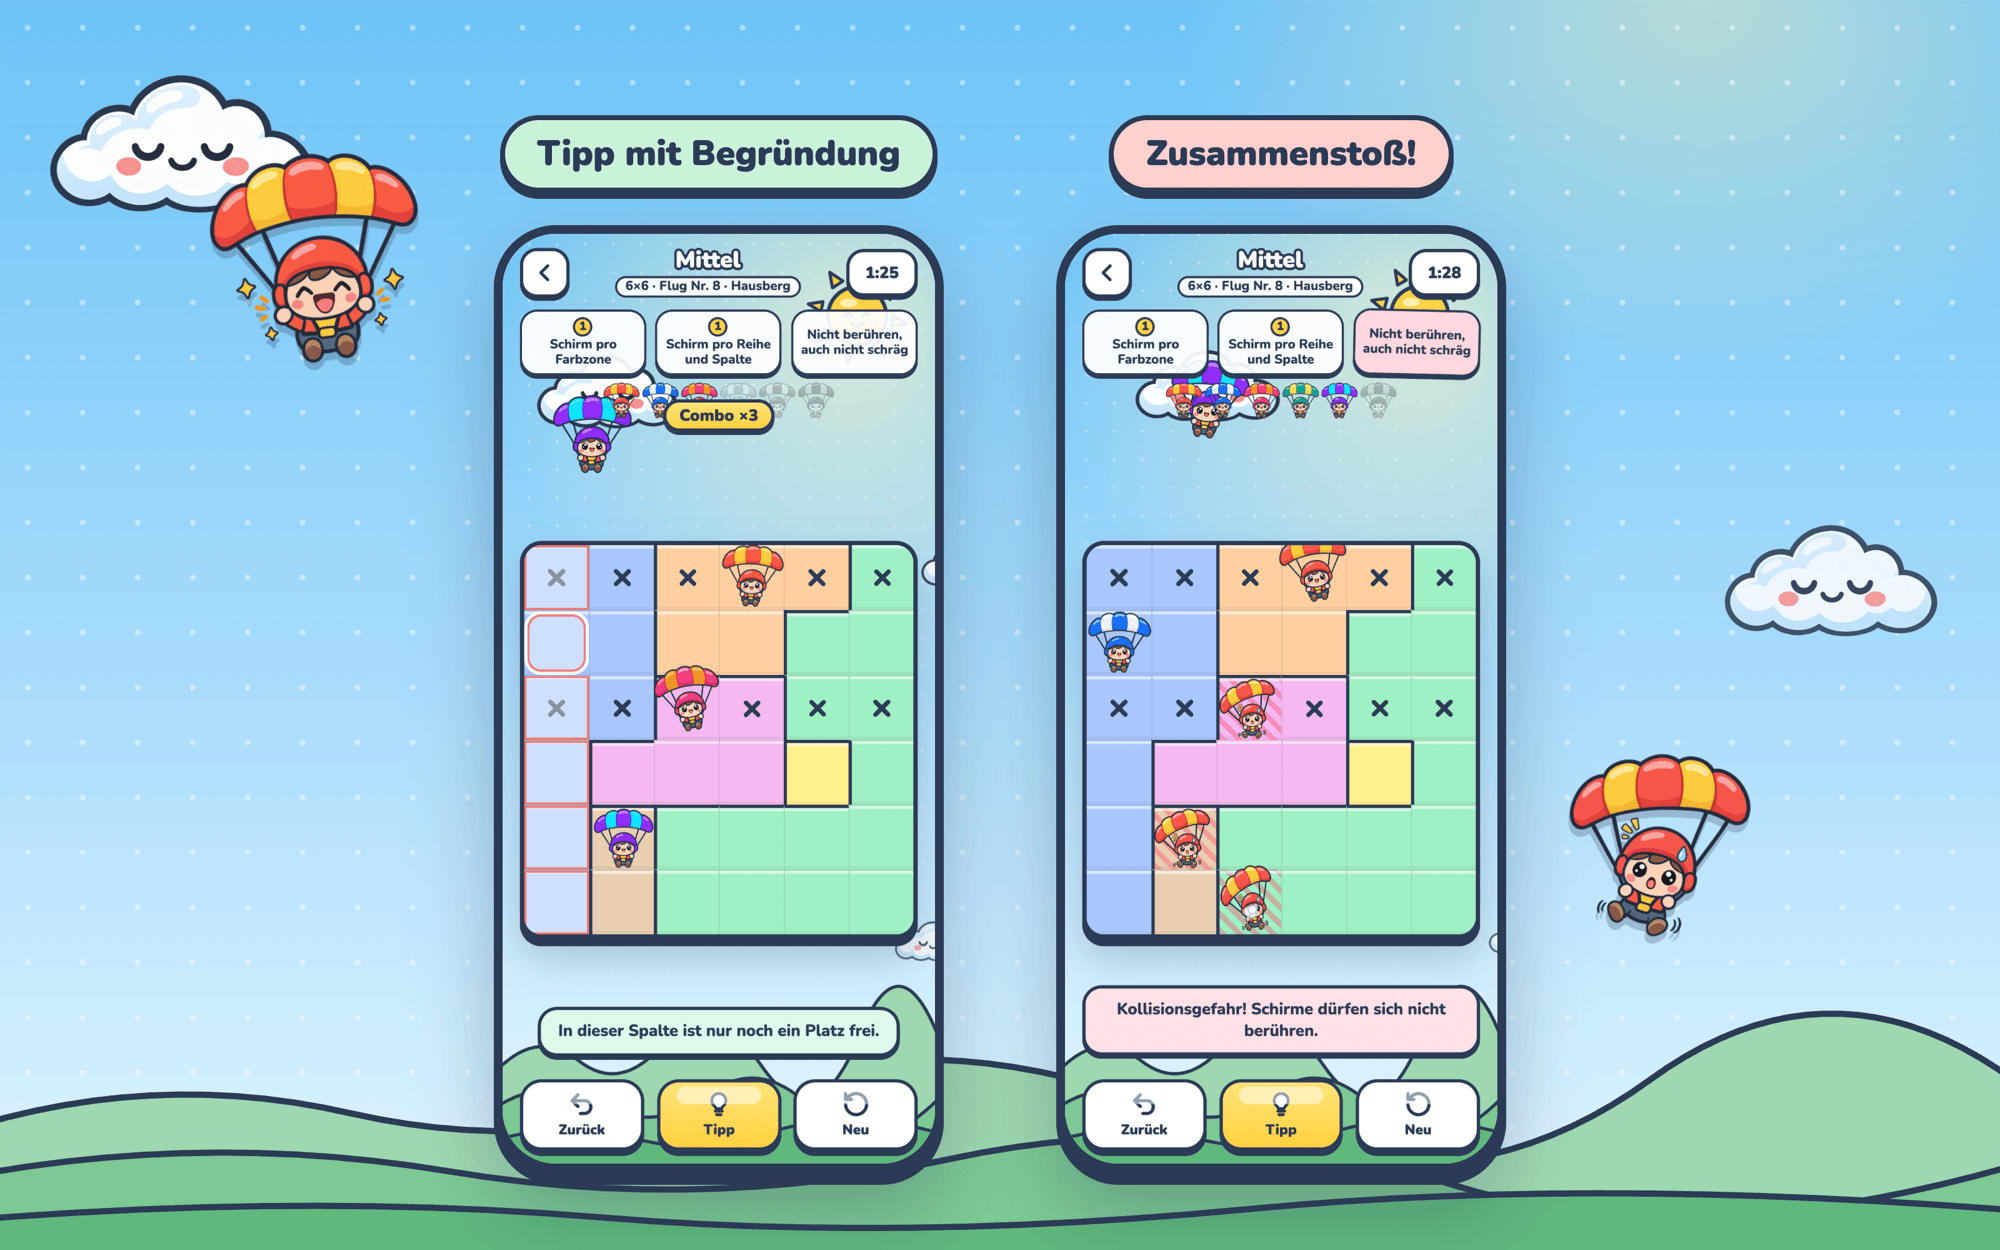 Tipp mit Begründung
Mittel
1:25
6×6 · Flug Nr. 8 · Hausberg
1
Schirm pro
Farbzone
1
Schirm pro Reihe
und Spalte
Nicht berühren,
auch nicht schräg
Combo ×3
In dieser Spalte ist nur noch ein Platz frei.
Zurück
Tipp
Neu
Zusammenstoß!
Mittel
1:28
6×6 · Flug Nr. 8 · Hausberg
1
Schirm pro
Farbzone
1
Schirm pro Reihe
und Spalte
Nicht berühren,
auch nicht schräg
Kollisionsgefahr! Schirme dürfen sich nicht
berühren.
Zurück
Tipp
Neu